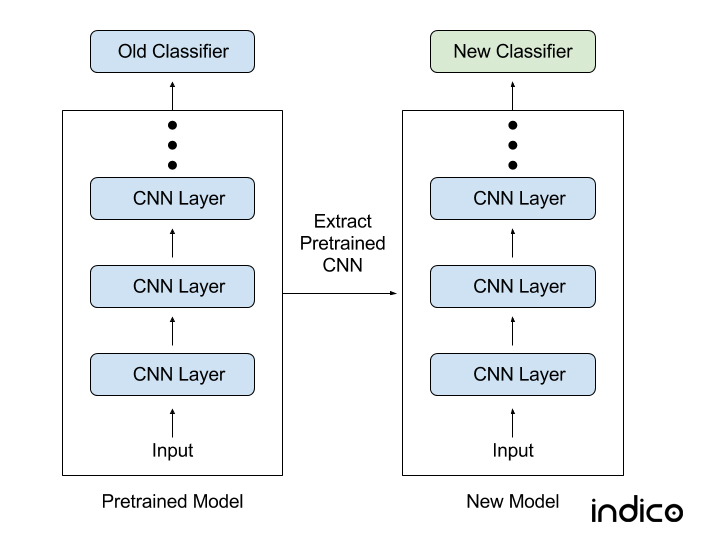 Old Classifier
CNN Layer
CNN Layer
CNN Layer
Input
Pretrained Model
Extract
Pretrained
CNN
New Classifier
CNN Layer
CNN Layer
CNN Layer
Input
New Model
indico